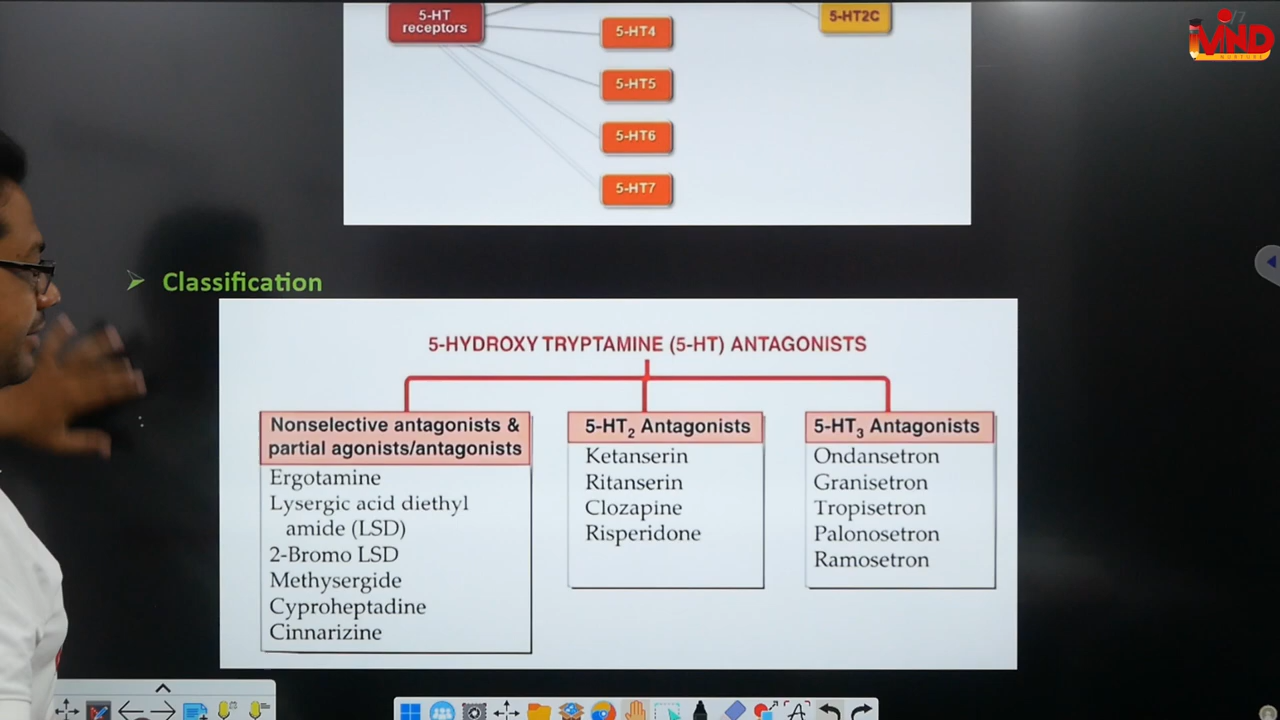 5-HT
receptors
5-HT4
5-HT5
5-HT6
5-HT7
5-HT2C
/7
MND
NURTURE
➢ Classification
5-HYDROXY TRYPTAMINE (5-HT) ANTAGONISTS
Nonselective antagonists &
partial agonists/antagonists
Ergotamine
Lysergic acid diethyl
amide (LSD)
2-Bromo LSD
Methysergide
Cyproheptadine
Cinnarizine
5-HT₂ Antagonists
Ketanserin
Ritanserin
Clozapine
Risperidone
5-HT₃ Antagonists
Ondansetron
Granisetron
Tropisetron
Palonosetron
Ramosetron